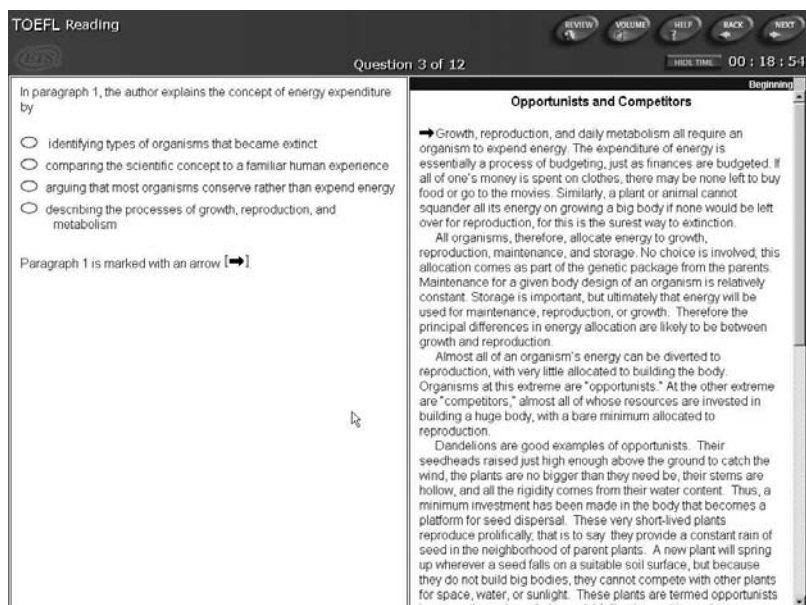 TOEFL Reading
REVIEW
VOLUME
HELP
BACK
NEXT
ETS
Question 3 of 12
HIDE TIME 00 : 18 : 54
In paragraph 1, the author explains the concept of energy expenditure
by
identifying types of organisms that became extinct
comparing the scientific concept to a familiar human experience
arguing that most organisms conserve rather than expend energy
describing the processes of growth, reproduction, and
metabolism
Paragraph 1 is marked with an arrow [➡]
Beginning
Opportunists and Competitors
➡Growth, reproduction, and daily metabolism all require an
organism to expend energy. The expenditure of energy is
essentially a process of budgeting, just as finances are budgeted. If
all of one's money is spent on clothes, there may be none left to buy
food or go to the movies. Similarly, a plant or animal cannot
squander all its energy on growing a big body if none would be left
over for reproduction, for this is the surest way to extinction.
All organisms, therefore, allocate energy to growth,
reproduction, maintenance, and storage. No choice is involved; this
allocation comes as part of the genetic package from the parents.
Maintenance for a given body design of an organism is relatively
constant. Storage is important, but ultimately that energy will be
used for maintenance, reproduction, or growth. Therefore the
principal differences in energy allocation are likely to be between
growth and reproduction.
Almost all of an organism's energy can be diverted to
reproduction, with very little allocated to building the body.
Organisms at this extreme are "opportunists." At the other extreme
are "competitors," almost all of whose resources are invested in
building a huge body, with a bare minimum allocated to
reproduction.
Dandelions are good examples of opportunists. Their
seedheads raised just high enough above the ground to catch the
wind, the plants are no bigger than they need be, their stems are
hollow, and all the rigidity comes from their water content. Thus, a
minimum investment has been made in the body that becomes a
platform for seed dispersal. These very short-lived plants
reproduce prolifically; that is to say they provide a constant rain of
seed in the neighborhood of parent plants. A new plant will spring
up wherever a seed falls on a suitable soil surface, but because
they do not build big bodies, they cannot compete with other plants
for space, water, or sunlight. These plants are termed opportunists